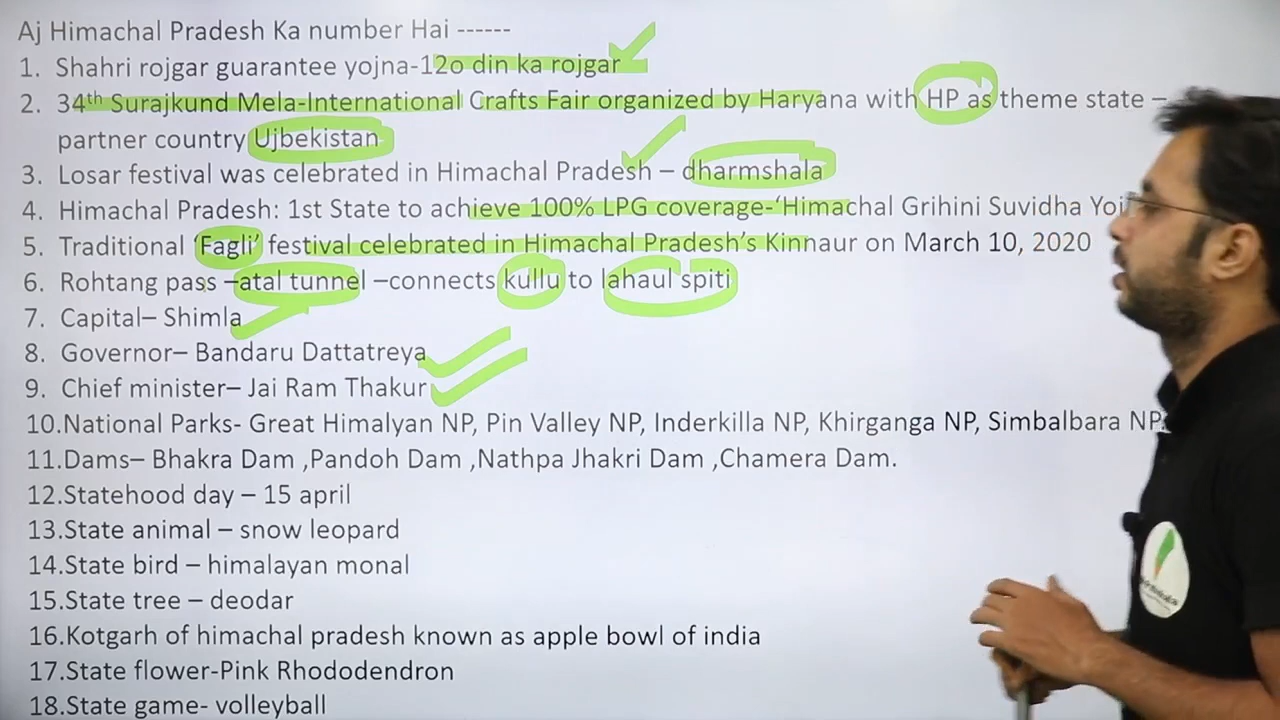 Aj Himachal Pradesh Ka number Hai ------
1. Shahri rojgar guarantee yojna-12o din ka rojgar
2. 34th Surajkund Mela-International Crafts Fair organized by Haryana with HP as theme state –
partner country Ujbekistan
3. Losar festival was celebrated in Himachal Pradesh – dharmshala
4. Himachal Pradesh: 1st State to achieve 100% LPG coverage-‘Himachal Grihini Suvidha Yoj
5. Traditional ‘Fagli’ festival celebrated in Himachal Pradesh’s Kinnaur on March 10, 2020
6. Rohtang pass –atal tunnel –connects kullu to lahaul spiti
7. Capital– Shimla
8. Governor– Bandaru Dattatreya
9. Chief minister– Jai Ram Thakur
10.National Parks- Great Himalyan NP, Pin Valley NP, Inderkilla NP, Khirganga NP, Simbalbara NP.
11.Dams– Bhakra Dam ,Pandoh Dam ,Nathpa Jhakri Dam ,Chamera Dam.
12.Statehood day – 15 april
13.State animal – snow leopard
14.State bird – himalayan monal
15.State tree – deodar
16.Kotgarh of himachal pradesh known as apple bowl of india
17.State flower-Pink Rhododendron
18.State game- volleyball